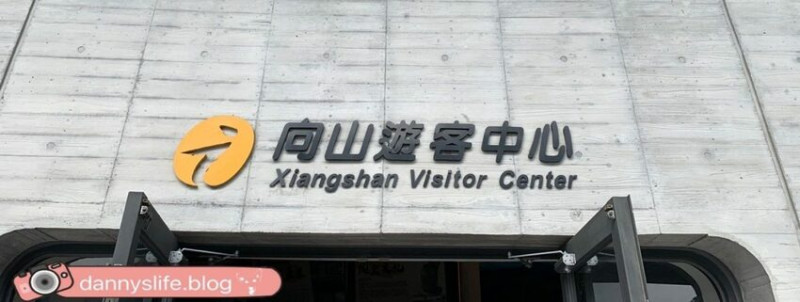 向山遊客中心
Xiangshan Visitor Center
dannyslife.blog